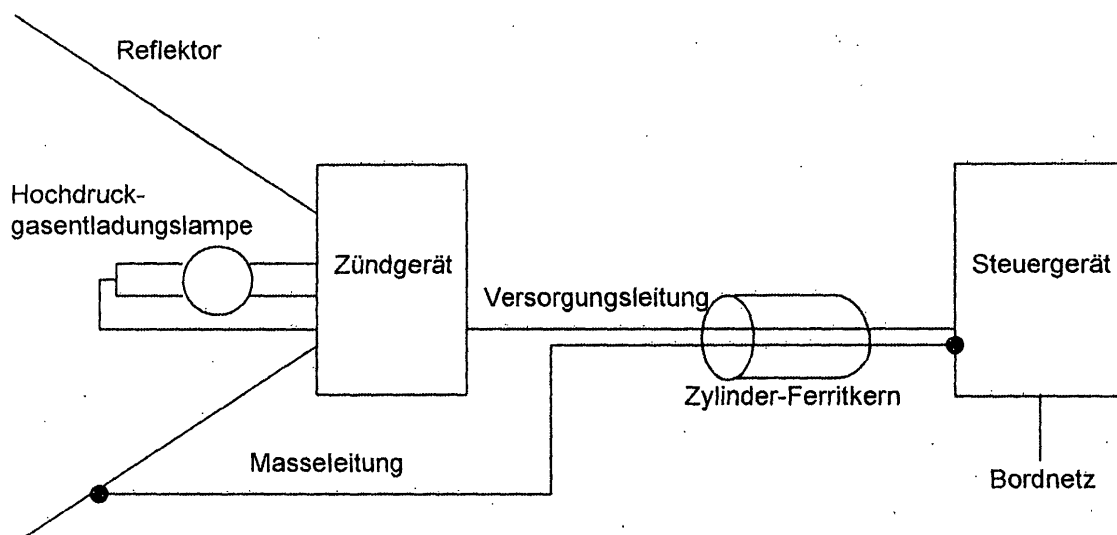 Reflektor
Hochdruck-
gasentladungslampe
Zündgerät
Steuergerät
Versorgungsleitung
Zylinder-Ferritkern
Masseleitung
Bordnetz